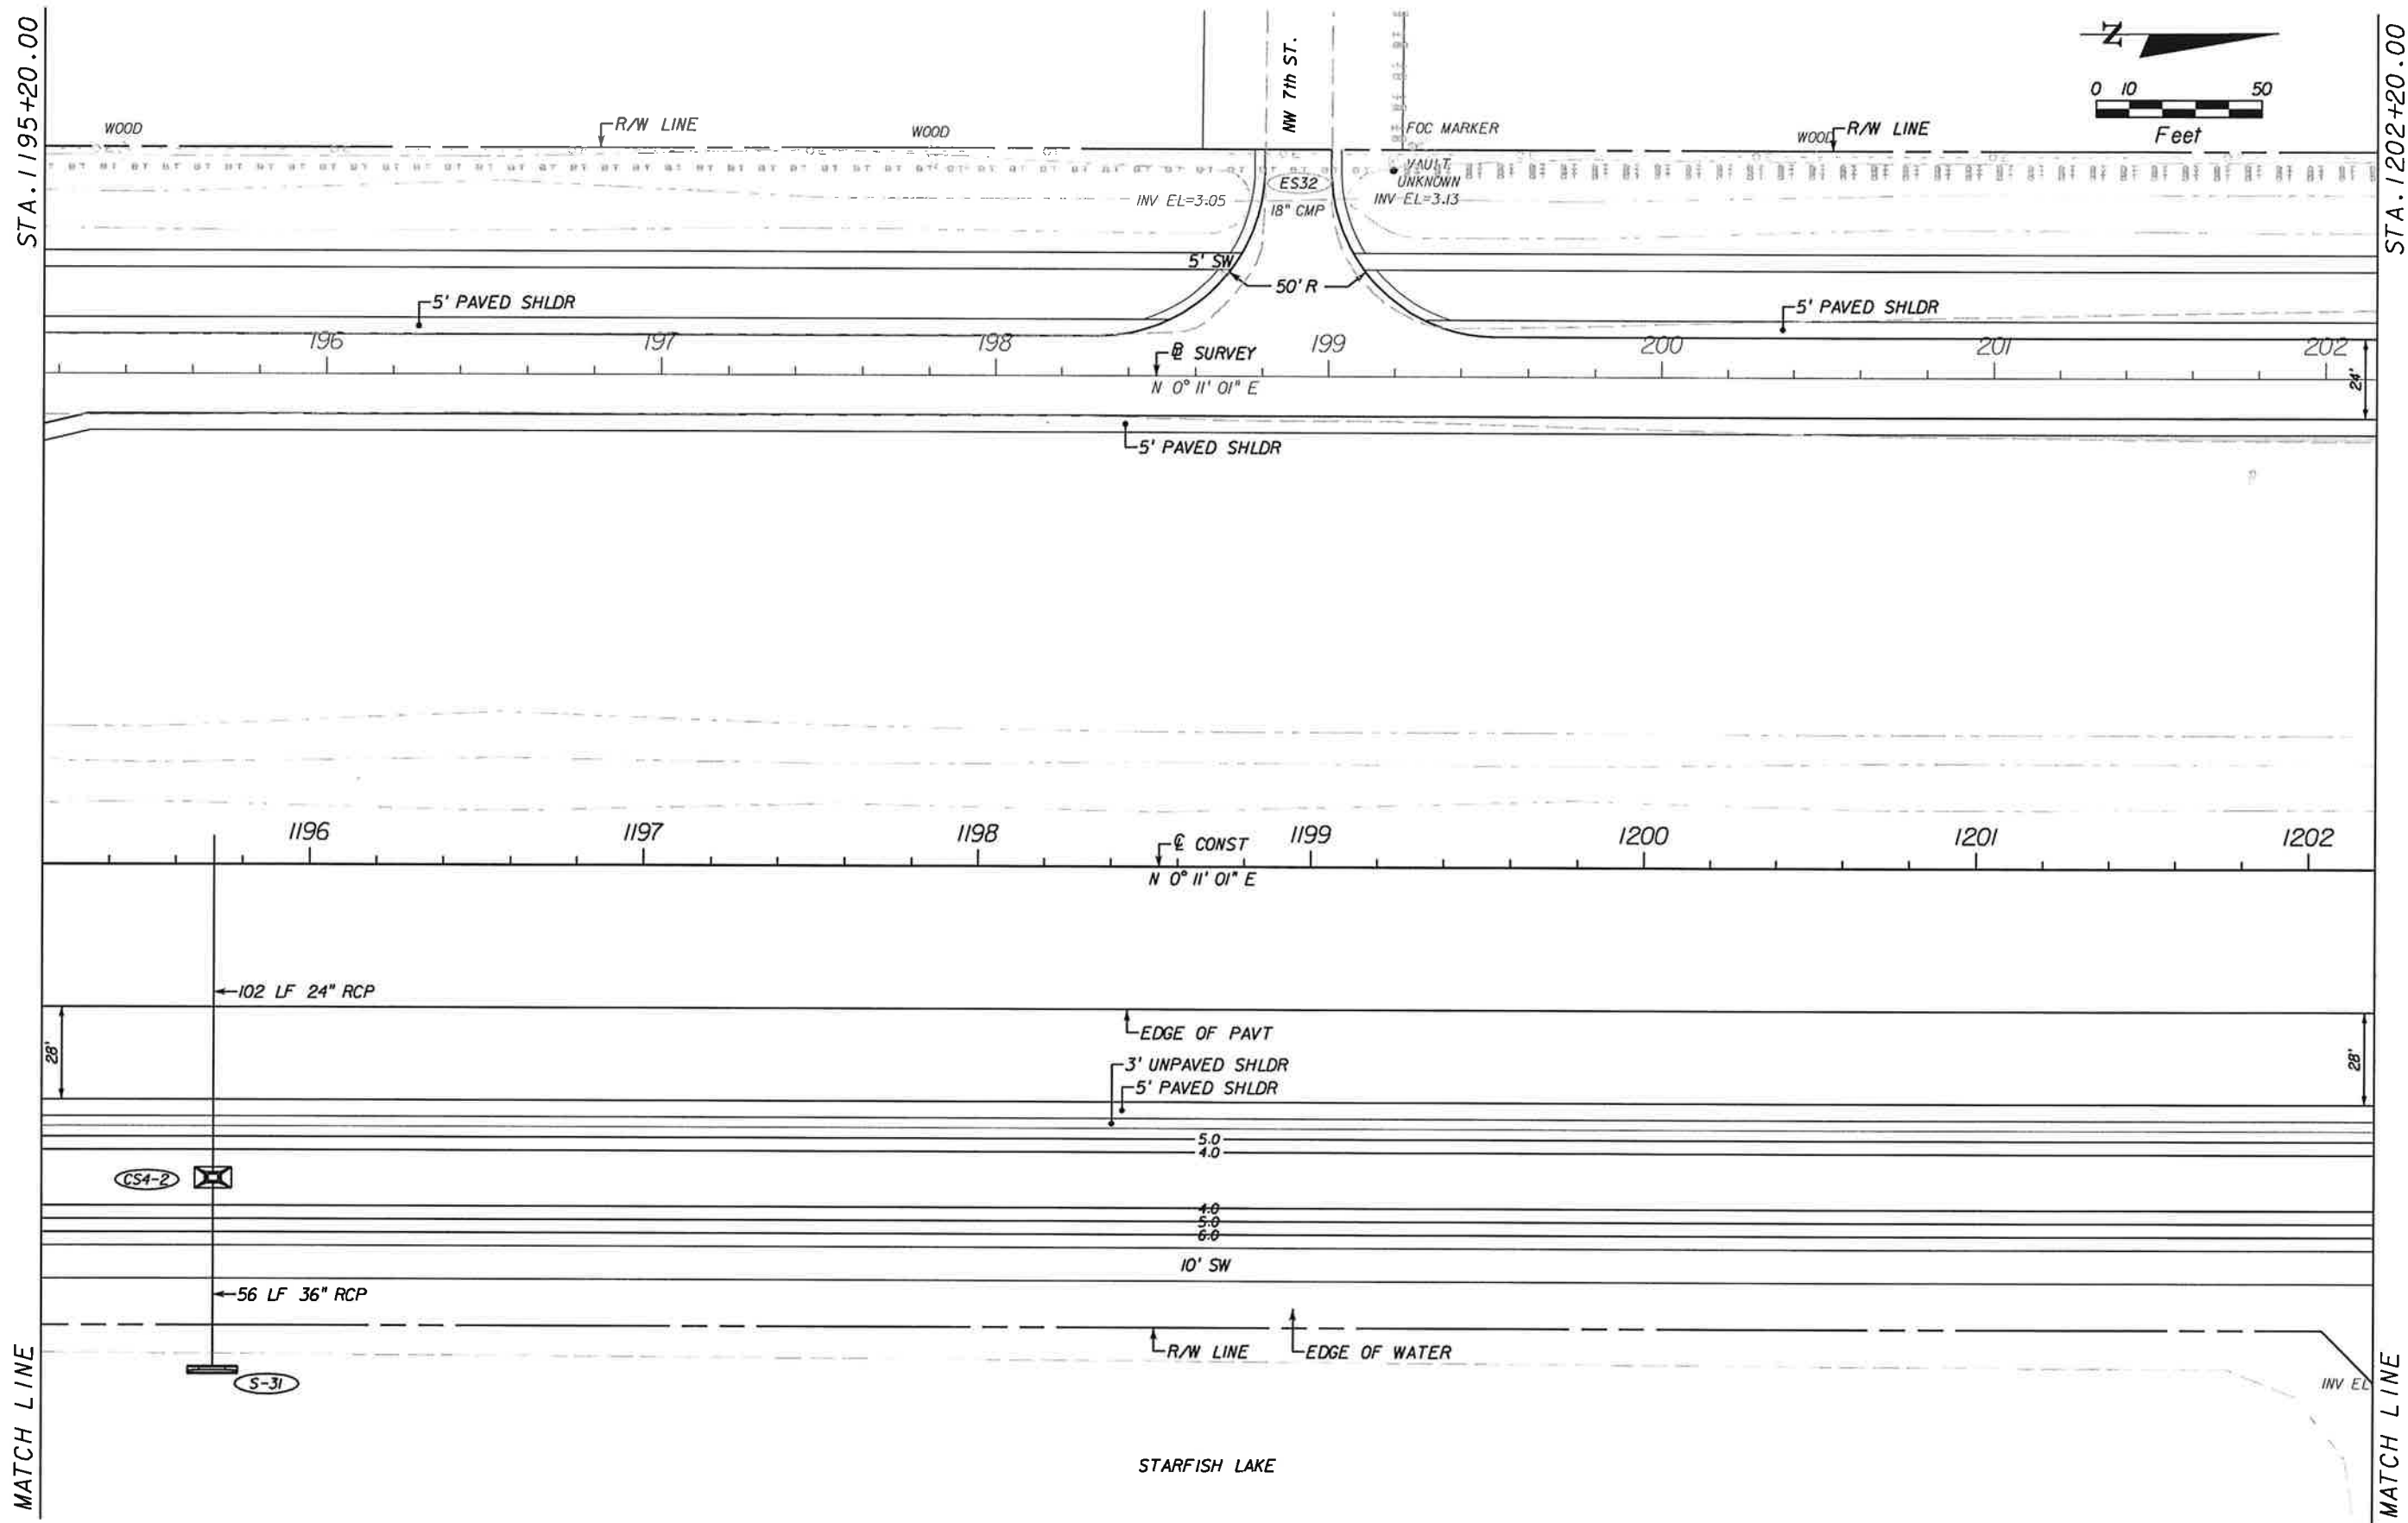 STA. 1195+20.00
MATCH LINE
STA. 1202+20.00
MATCH LINE
NW 7th ST.
N
0 10 50
Feet
WOOD
R/W LINE
WOOD
FOC MARKER
WOOD
R/W LINE
VAULT
UNKNOWN
ES32
INV EL=3.05
18" CMP
INV EL=3.13
5' SW
50' R
5' PAVED SHLDR
5' PAVED SHLDR
196 197 198 199 200 201 202
BL SURVEY
N 0° 11' 01" E
24'
5' PAVED SHLDR
1196 1197 1198 1199 1200 1201 1202
CL CONST
N 0° 11' 01" E
102 LF 24" RCP
EDGE OF PAVT
28'
28'
3' UNPAVED SHLDR
5' PAVED SHLDR
5.0
4.0
CS4-2
4.0
5.0
6.0
10' SW
56 LF 36" RCP
R/W LINE
EDGE OF WATER
S-31
INV EL
STARFISH LAKE